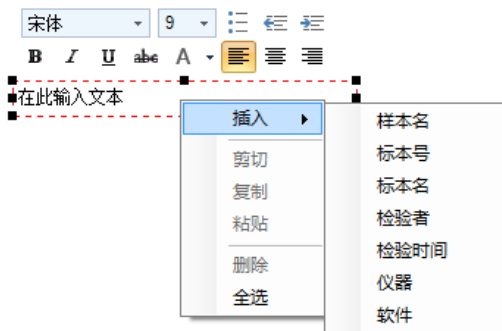 宋体 9
B I U abc A
在此输入文本
插入
剪切
复制
粘贴
删除
全选
样本名
标本号
标本名
检验者
检验时间
仪器
软件